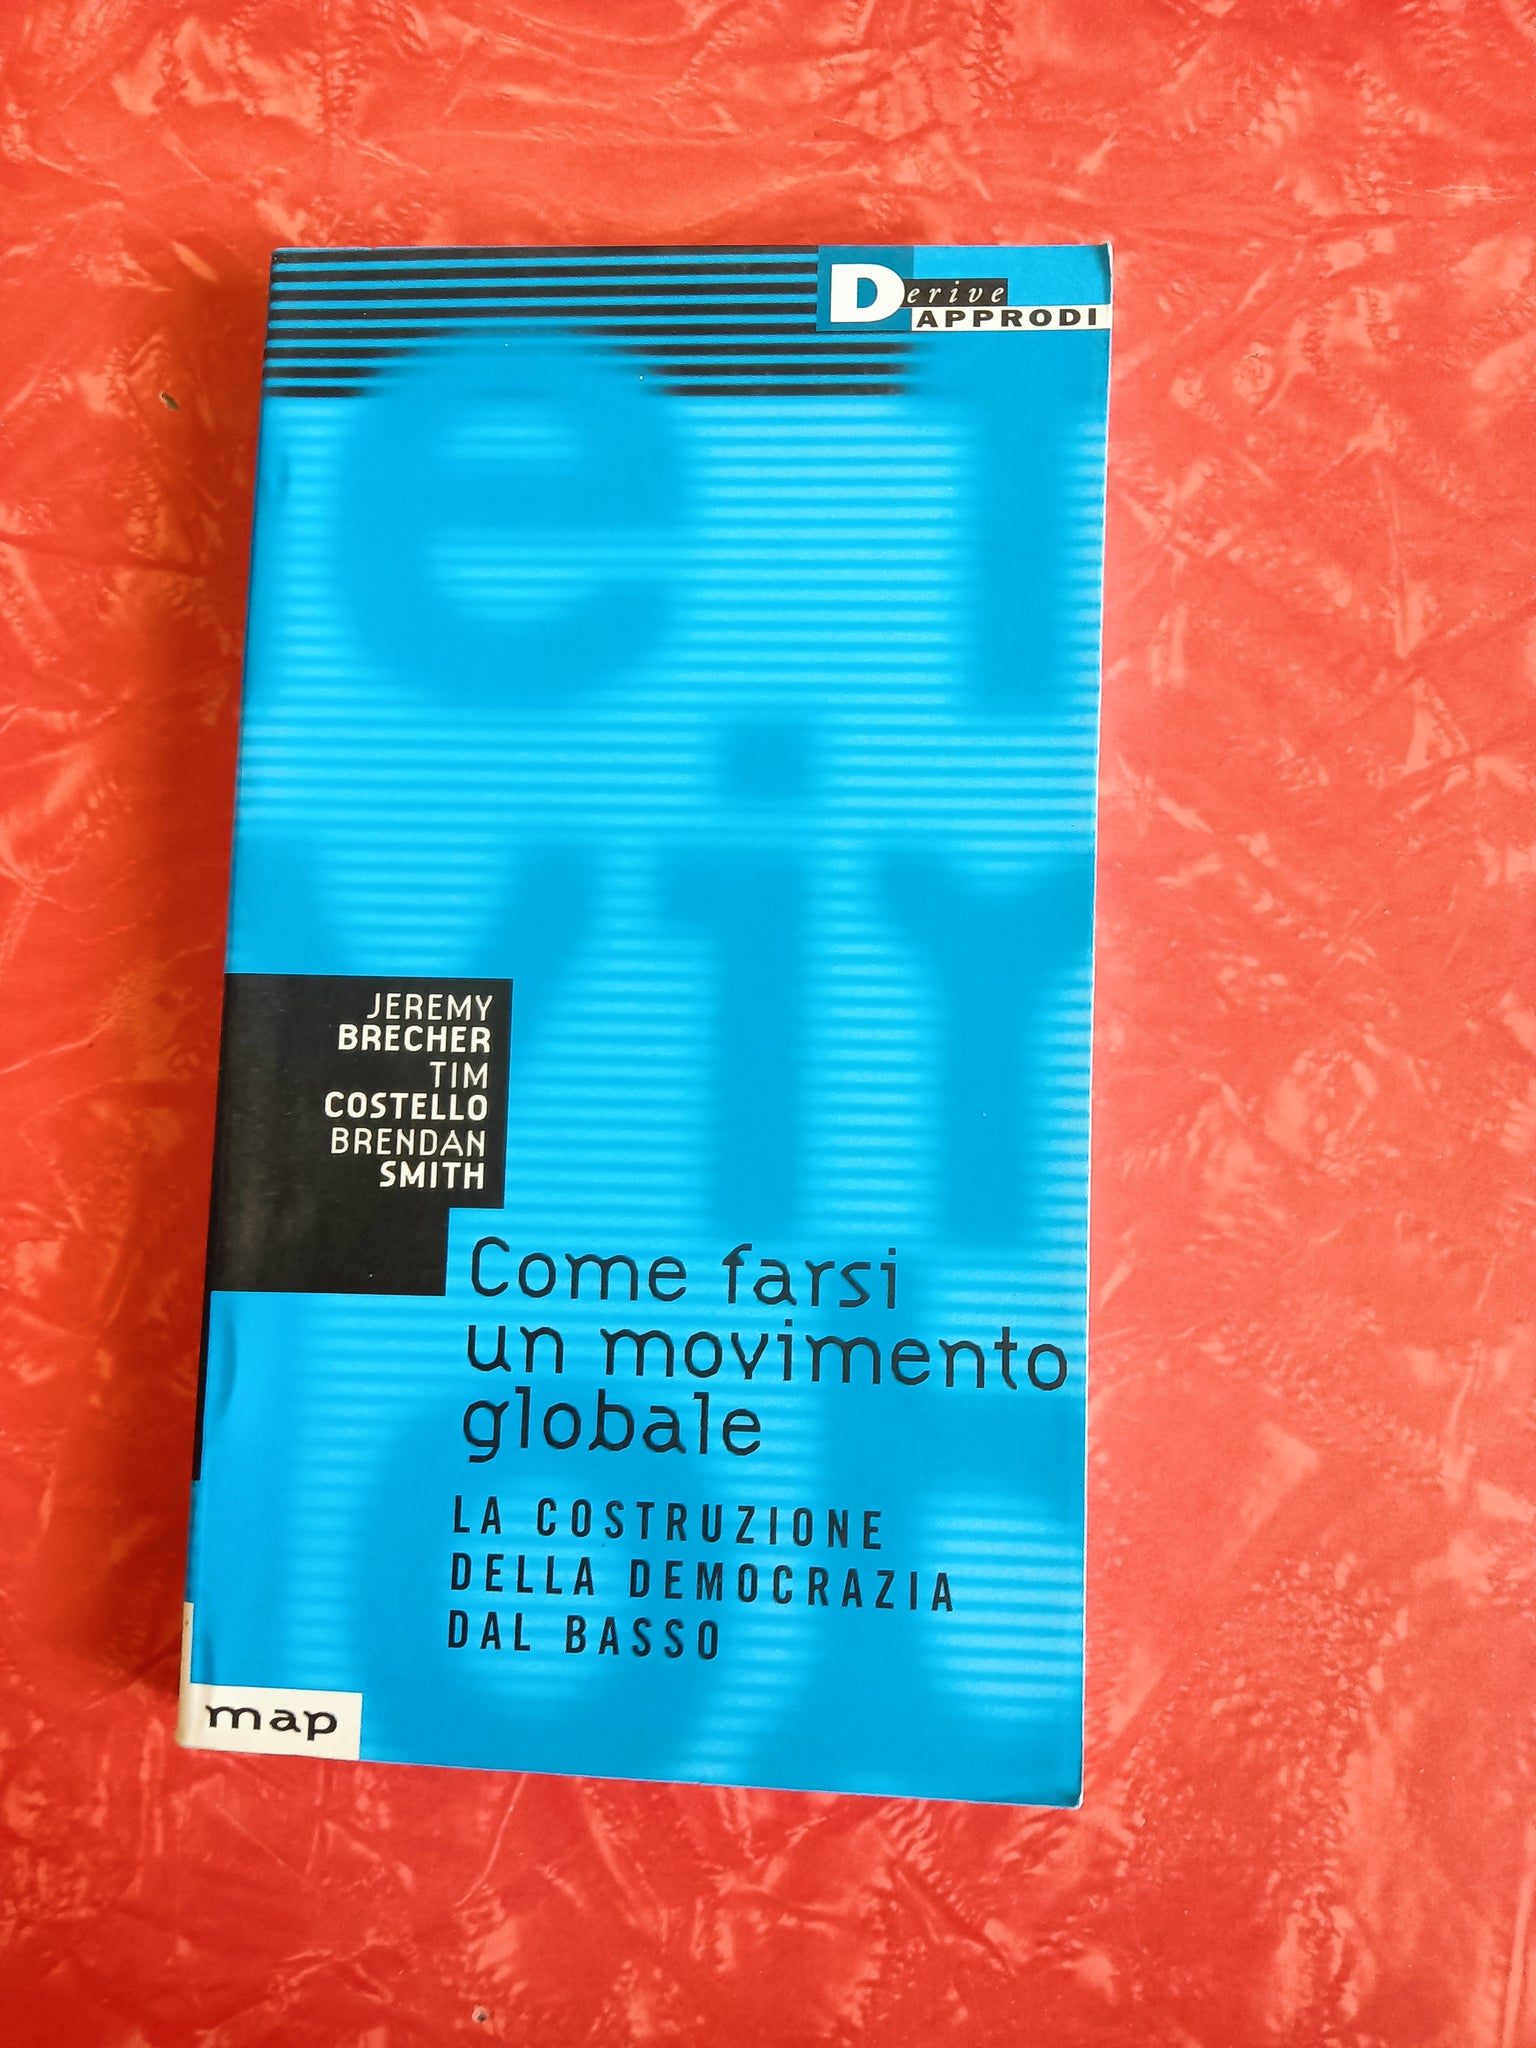 Derive
APPRODI
JEREMY
BRECHER
TIM
COSTELLO
BRENDAN
SMITH
Come farsi
un movimento
globale
LA COSTRUZIONE
DELLA DEMOCRAZIA
DAL BASSO
map